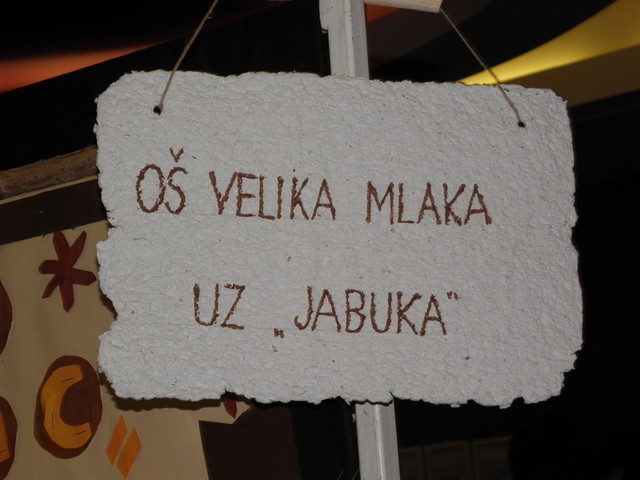 OŠ VELIKA MLAKA
UZ „JABUKA“